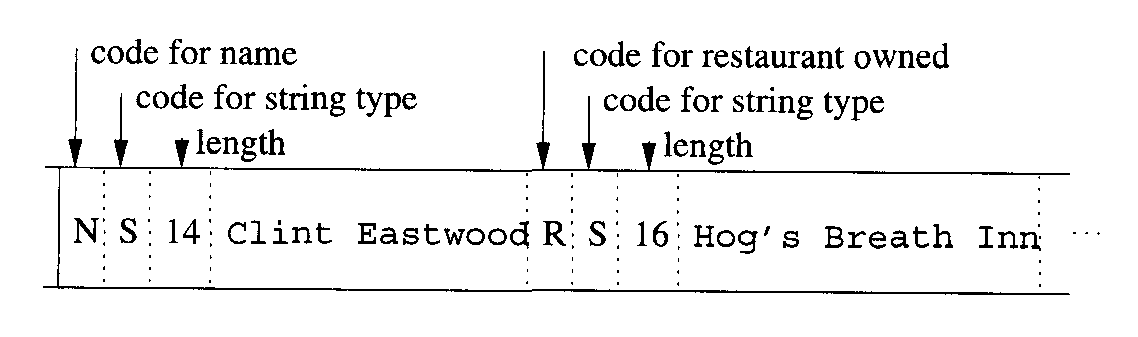 code for name
code for restaurant owned
code for string type
code for string type
length
length
N S 14 Clint Eastwood R S 16 Hog's Breath Inn ...